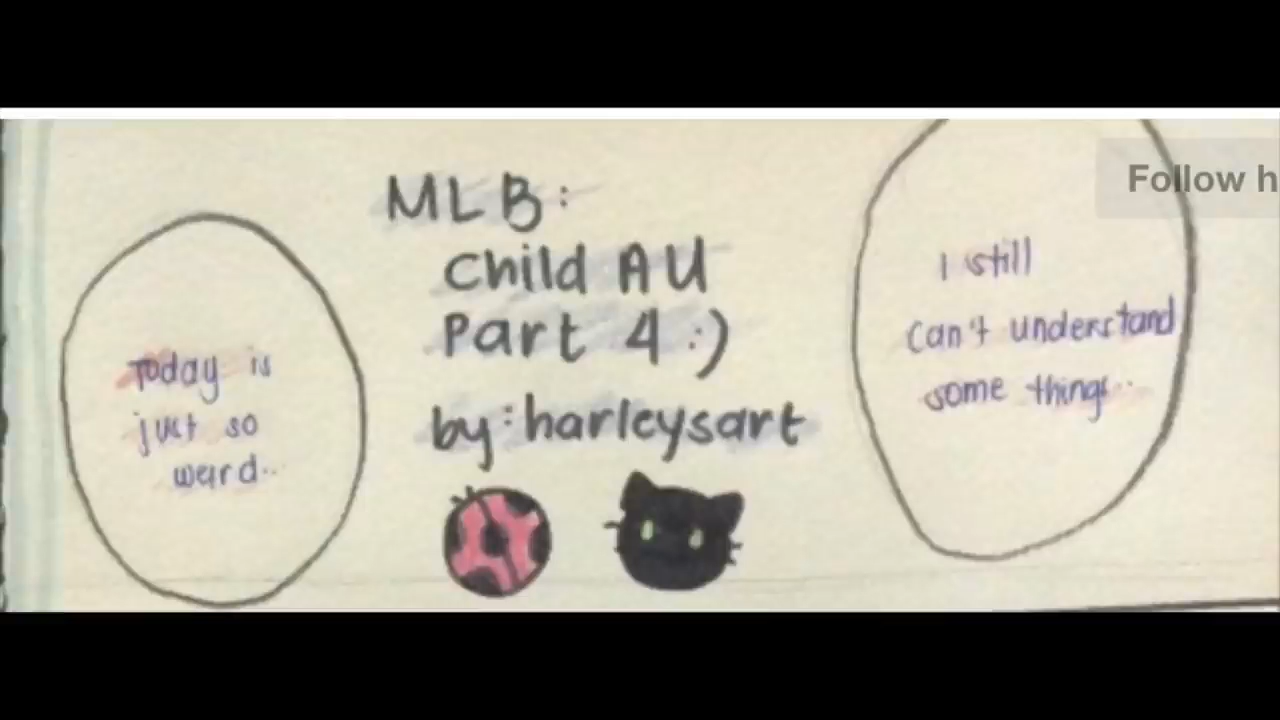 MLB:
Child AU
Part 4 :)
by: harleysart
Today is
just so
weird..
I still
can't understand
some things..
Follow h